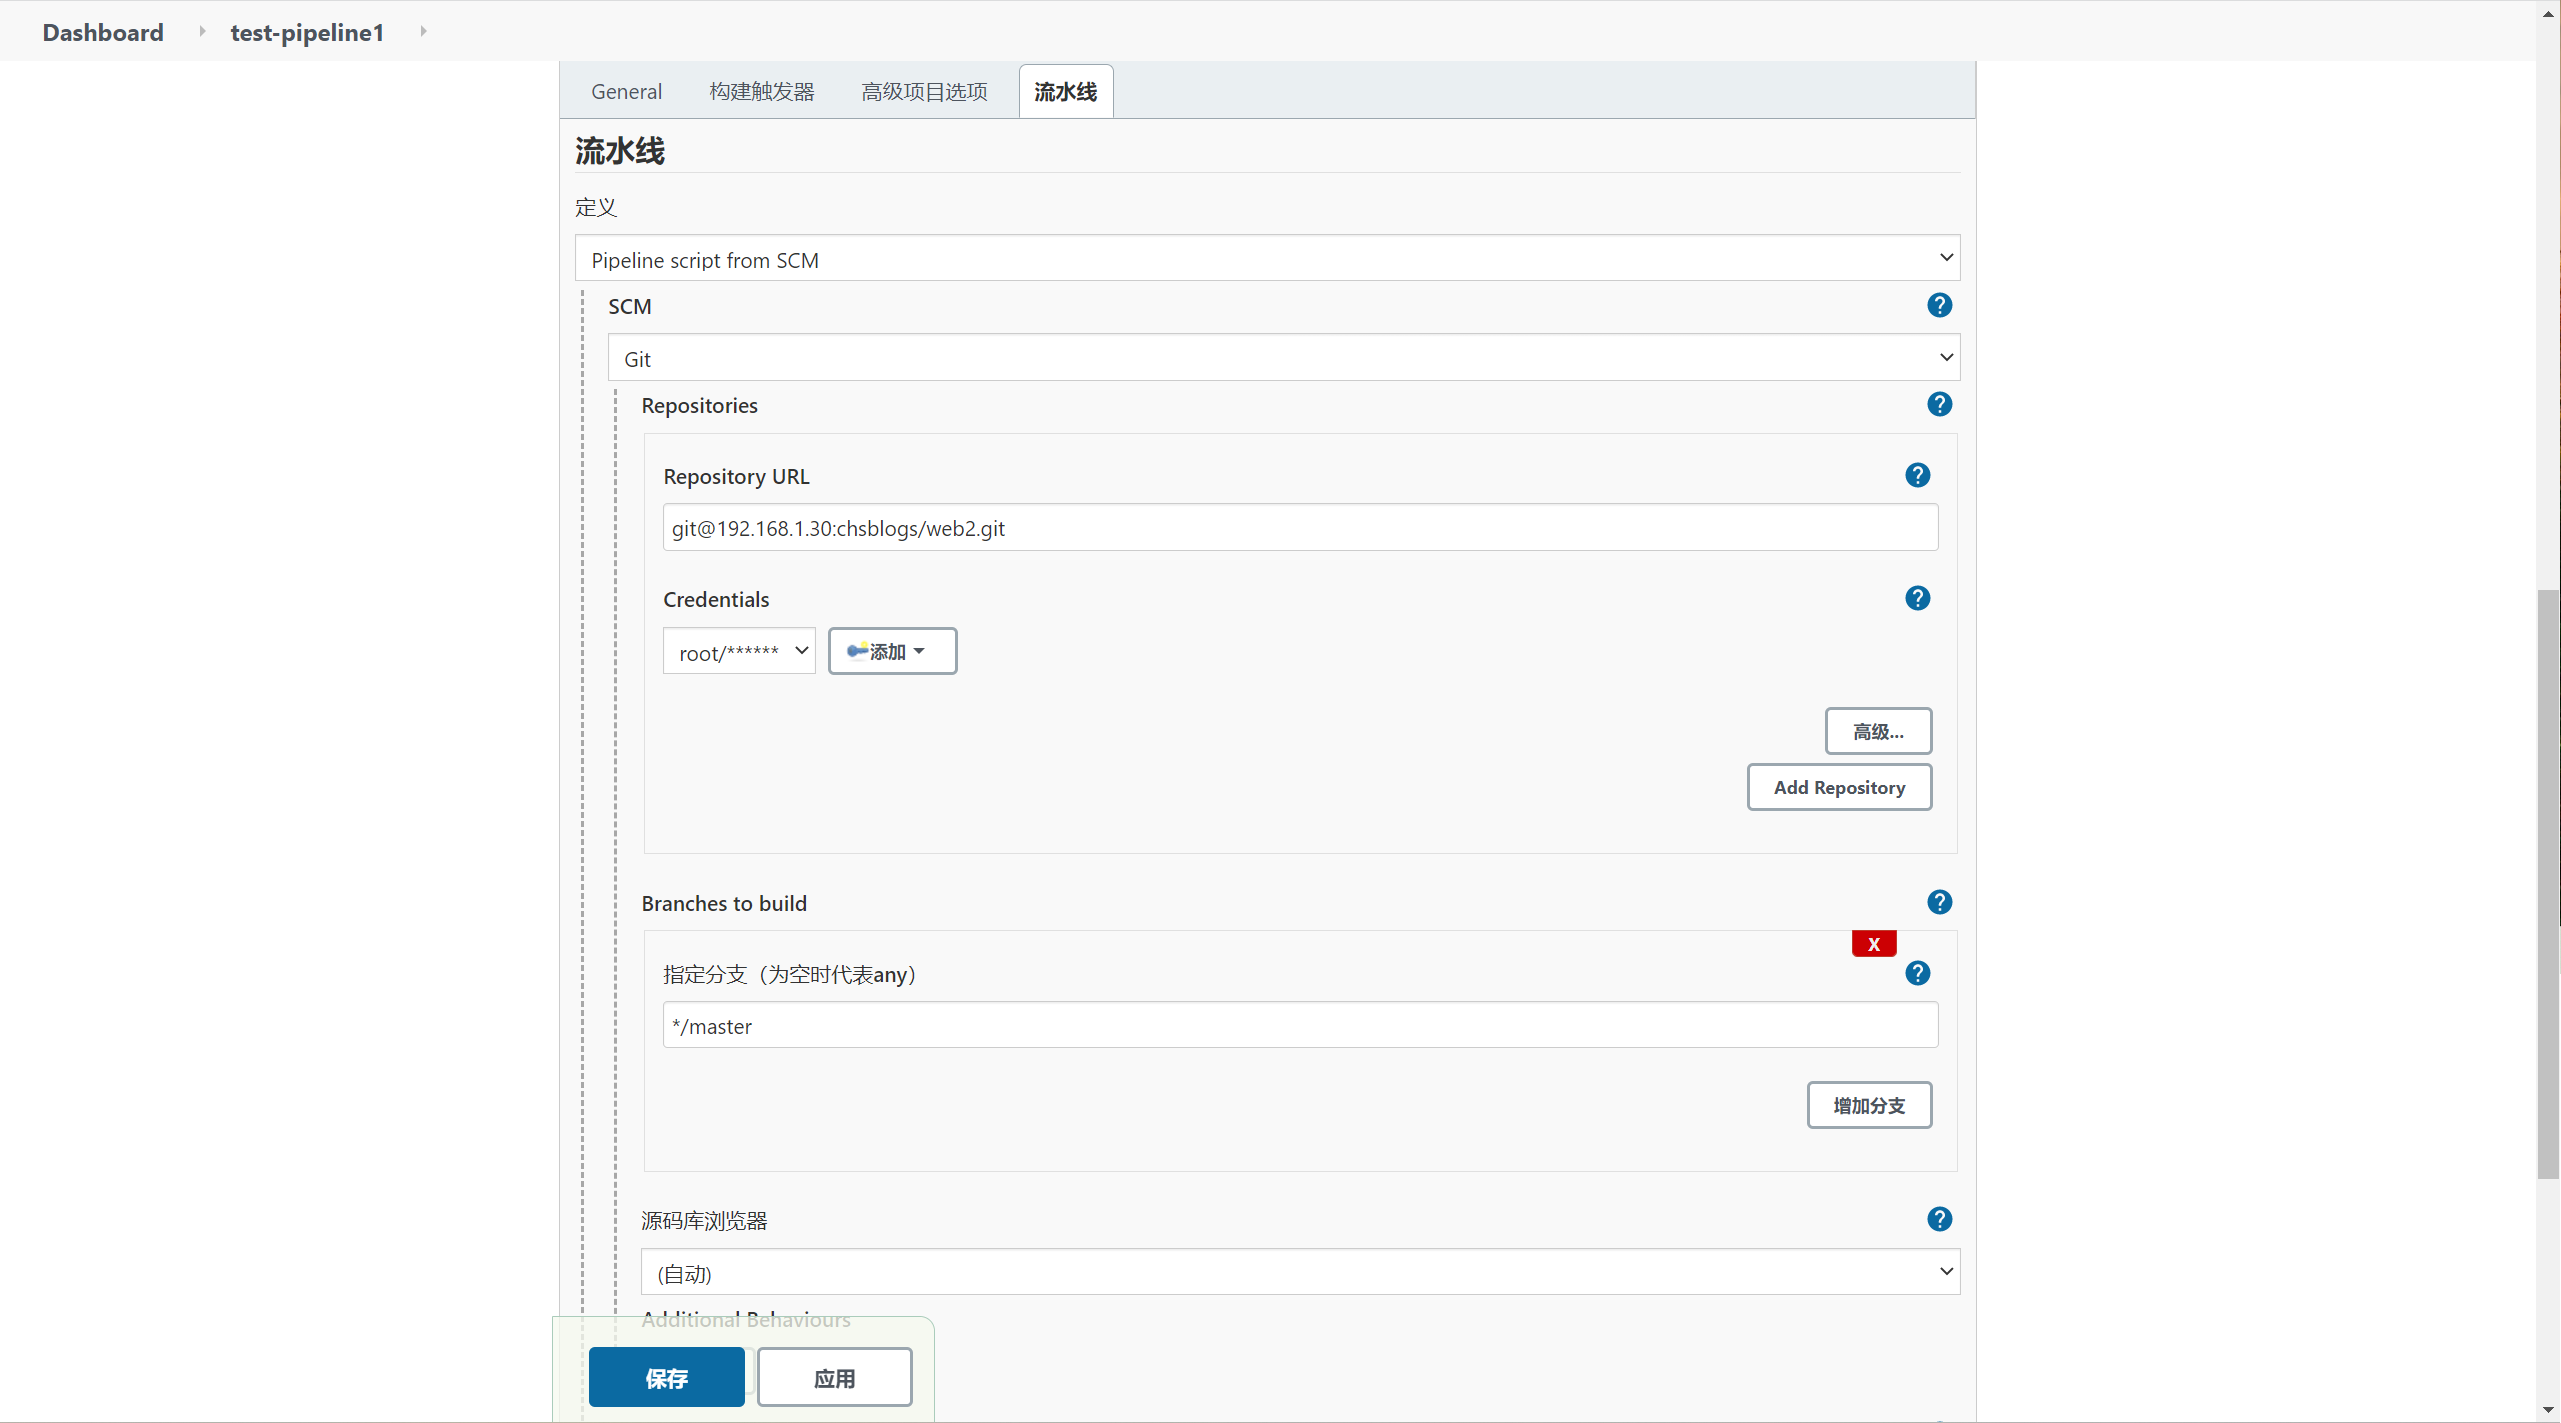 Dashboard
test-pipeline1
General
构建触发器
高级项目选项
流水线
流水线
定义
Pipeline script from SCM
SCM
Git
Repositories
Repository URL
git@192.168.1.30:chsblogs/web2.git
Credentials
root/******
添加
高级...
Add Repository
Branches to build
X
指定分支（为空时代表any）
*/master
增加分支
源码库浏览器
(自动)
Additional Behaviours
保存
应用